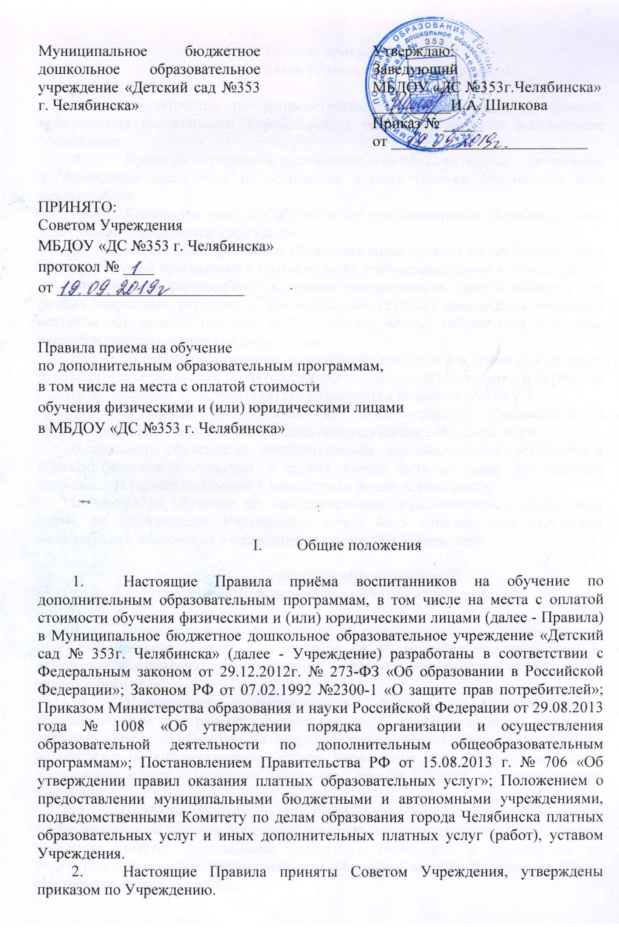 Муниципальное бюджетное
дошкольное образовательное
учреждение «Детский сад №353
г. Челябинска»
Утверждаю:
Заведующий
МБДОУ «ДС №353г.Челябинска»
И.А. Шилкова
Приказ №
от 19.09.2019г.
ПРИНЯТО:
Советом Учреждения
МБДОУ «ДС №353 г. Челябинска»
протокол № 1
от 19.09.2019г
Правила приема на обучение
по дополнительным образовательным программам,
в том числе на места с оплатой стоимости
обучения физическими и (или) юридическими лицами
в МБДОУ «ДС №353 г. Челябинска»
I. Общие положения
1. Настоящие Правила приёма воспитанников на обучение по
дополнительным образовательным программам, в том числе на места с оплатой
стоимости обучения физическими и (или) юридическими лицами (далее - Правила)
в Муниципальное бюджетное дошкольное образовательное учреждение «Детский
сад № 353г. Челябинска» (далее - Учреждение) разработаны в соответствии с
Федеральным законом от 29.12.2012г. № 273-ФЗ «Об образовании в Российской
Федерации»; Законом РФ от 07.02.1992 №2300-1 «О защите прав потребителей»;
Приказом Министерства образования и науки Российской Федерации от 29.08.2013
года № 1008 «Об утверждении порядка организации и осуществления
образовательной деятельности по дополнительным общеобразовательным
программам»; Постановлением Правительства РФ от 15.08.2013 г. № 706 «Об
утверждении правил оказания платных образовательных услуг»; Положением о
предоставлении муниципальными бюджетными и автономными учреждениями,
подведомственными Комитету по делам образования города Челябинска платных
образовательных услуг и иных дополнительных платных услуг (работ), уставом
Учреждения.
2. Настоящие Правила приняты Советом Учреждения, утверждены
приказом по Учреждению.